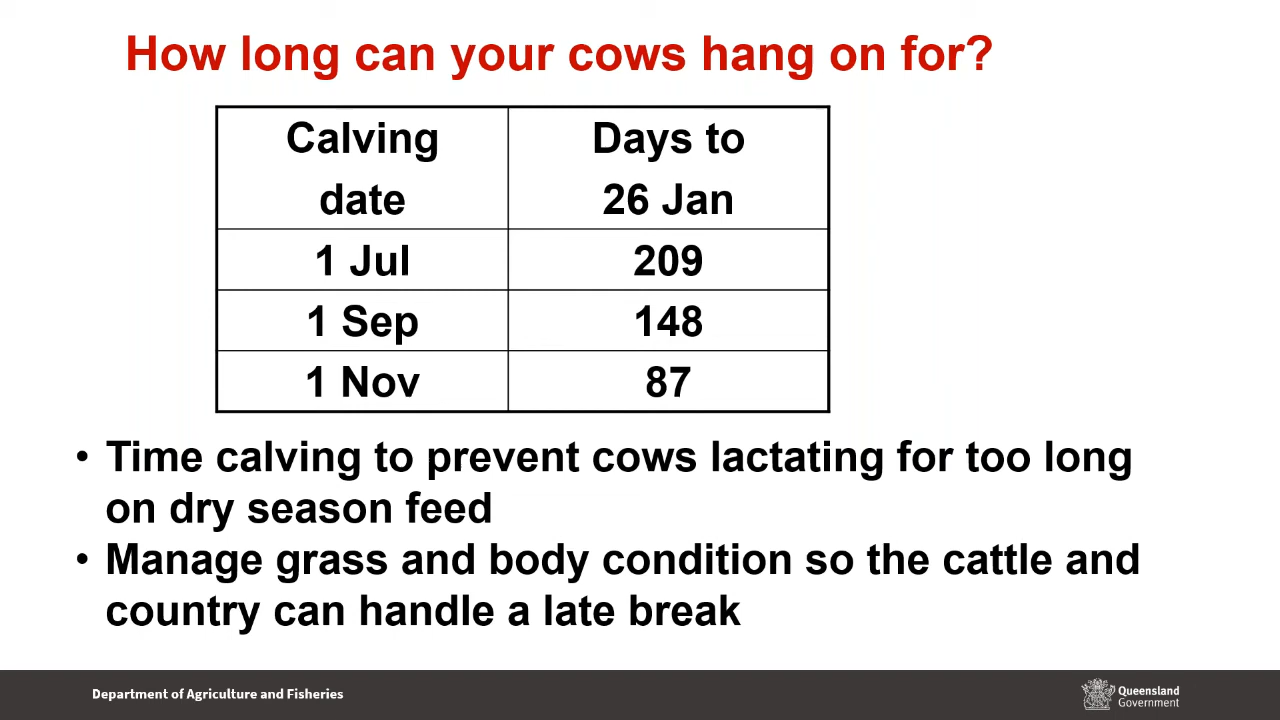 How long can your cows hang on for?
Calving date
Days to 26 Jan
1 Jul 209
1 Sep 148
1 Nov 87
• Time calving to prevent cows lactating for too long
on dry season feed
• Manage grass and body condition so the cattle and
country can handle a late break
Department of Agriculture and Fisheries
Queensland
Government